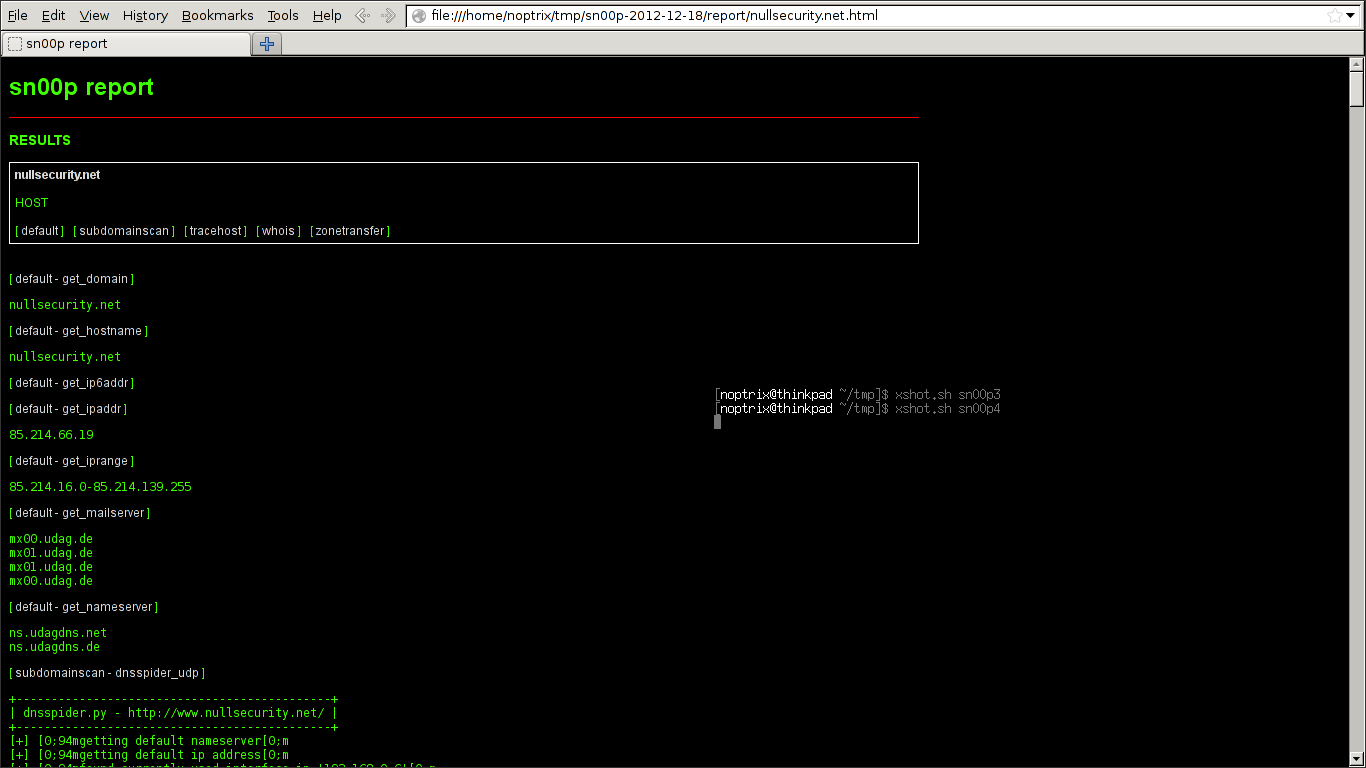 File Edit View History Bookmarks Tools Help file:///home/noptrix/tmp/sn00p-2012-12-18/report/nullsecurity.net.html
sn00p report
sn00p report
RESULTS
nullsecurity.net
HOST
[default] [subdomainscan] [tracehost] [whois] [zonetransfer]
[default - get_domain]
nullsecurity.net
[default - get_hostname]
nullsecurity.net
[default - get_ip6addr]
[default - get_ipaddr]
85.214.66.19
[default - get_iprange]
85.214.16.0-85.214.139.255
[default - get_mailserver]
mx00.udag.de
mx01.udag.de
mx01.udag.de
mx00.udag.de
[default - get_nameserver]
ns.udagdns.net
ns.udagdns.de
[subdomainscan - dnsspider_udp]
+---------------------------------------------+
| dnsspider.py - http://www.nullsecurity.net/ |
+---------------------------------------------+
[+] [0;94mgetting default nameserver[0;m
[+] [0;94mgetting default ip address[0;m
[noptrix@thinkpad ~/tmp]$ xshot.sh sn00p3
[noptrix@thinkpad ~/tmp]$ xshot.sh sn00p4